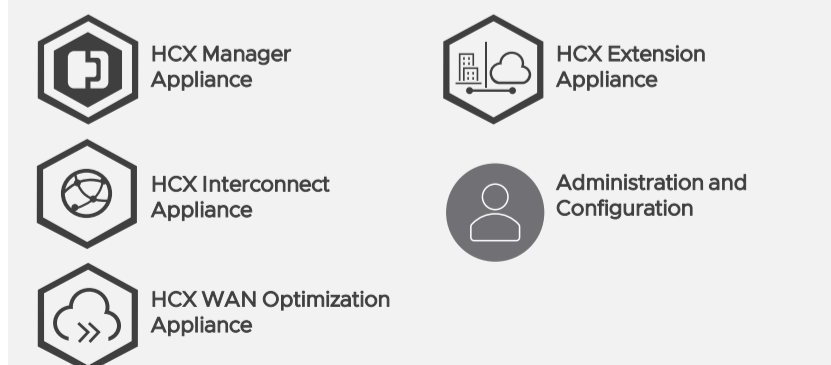 HCX Manager
Appliance
HCX Interconnect
Appliance
HCX WAN Optimization
Appliance
HCX Extension
Appliance
Administration and
Configuration